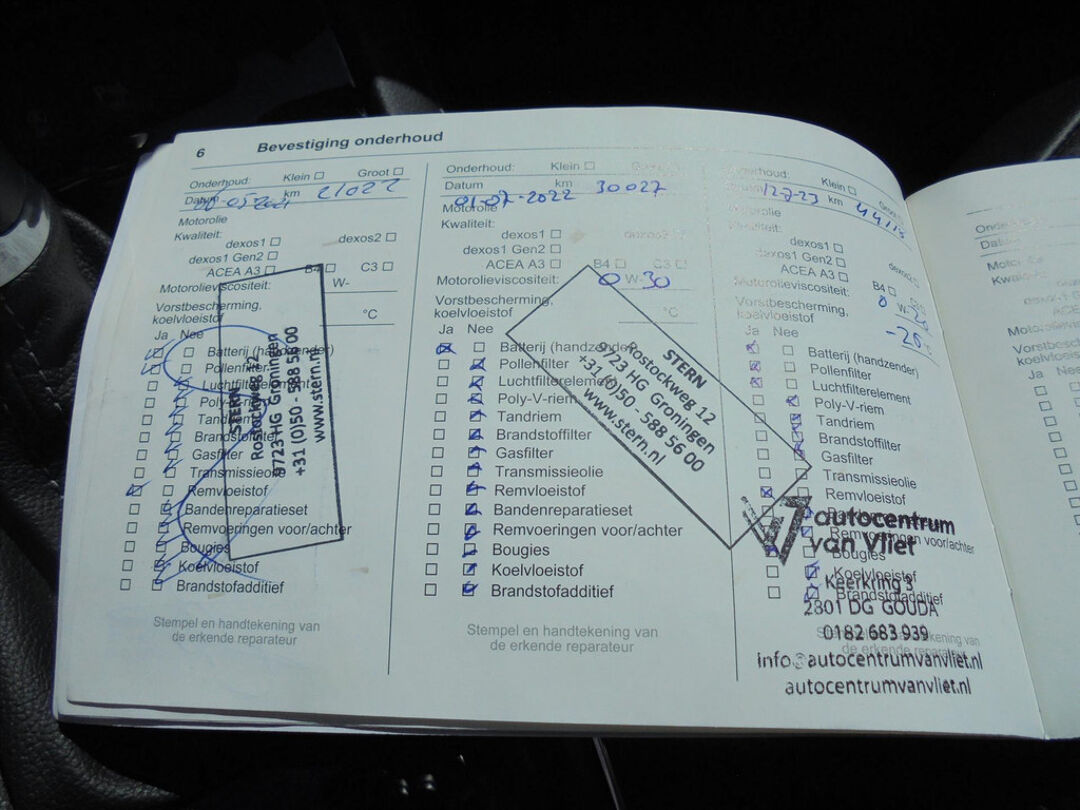 6 Bevestiging onderhoud
Onderhoud: Klein Groot
Datum km 21022
Motorolie
Kwaliteit:
dexos1 dexos2
dexos1 Gen2
ACEA A3 B4 C3
Motorolieviscositeit: W-
Vorstbescherming,
koelvloeistof °C
Ja Nee
Batterij (handzender)
Pollenfilter
Luchtfilterelement
Poly-V-riem
Tandriem
Brandstoffilter
Gasfilter
Transmissieolie
Remvloeistof
Bandenreparatieset
Remvoeringen voor/achter
Bougies
Koelvloeistof
Brandstofadditief
STERN
Rostockweg 12
9723 HG Groningen
+31 (0)50 - 588 56 00
www.stern.nl
Stempel en handtekening van
de erkende reparateur
Onderhoud: Klein
Datum km 30027
01-07-2022
Motorolie
Kwaliteit:
dexos1 dexos2
dexos1 Gen2
ACEA A3 B4 C3
Motorolieviscositeit: 0 W-30
Vorstbescherming,
koelvloeistof °C
Ja Nee
Batterij (handzender)
Pollenfilter
Luchtfilterelement
Poly-V-riem
Tandriem
Brandstoffilter
Gasfilter
Transmissieolie
Remvloeistof
Bandenreparatieset
Remvoeringen voor/achter
Bougies
Koelvloeistof
Brandstofadditief
STERN
Rostockweg 12
9723 HG Groningen
+31 (0)50 - 588 56 00
www.stern.nl
Stempel en handtekening van
de erkende reparateur
Onderhoud: Klein
Datum km
Motorolie
Kwaliteit:
dexos1
dexos1 Gen2 dexos2
ACEA A3 B4
Motorolieviscositeit: 0 W-20
Vorstbescherming,
koelvloeistof °C
Ja Nee
Batterij (handzender)
Pollenfilter
Luchtfilterelement
Poly-V-riem
Tandriem
Brandstoffilter
Gasfilter
Transmissieolie
Remvloeistof
Remvoeringen voor/achter
Bougies
Koelvloeistof
Brandstofadditief
autocentrum
van Vliet
Keerkring 3
2801 DG GOUDA
0182 683 939
info@autocentrumvanvliet.nl
autocentrumvanvliet.nl